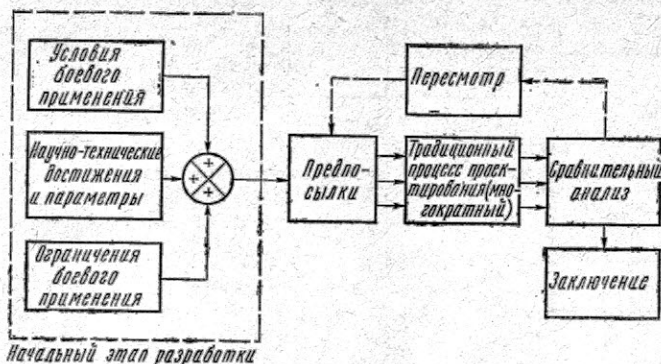 Условия
боевого
применения
Научно-технические
достижения
и параметры
Ограничения
боевого
применения
Начальный этап разработки
Предпо-
сылки
Пересмотр
Традиционный
процесс проек-
тирования (мно-
гократный)
Сравнительный
анализ
Заключение